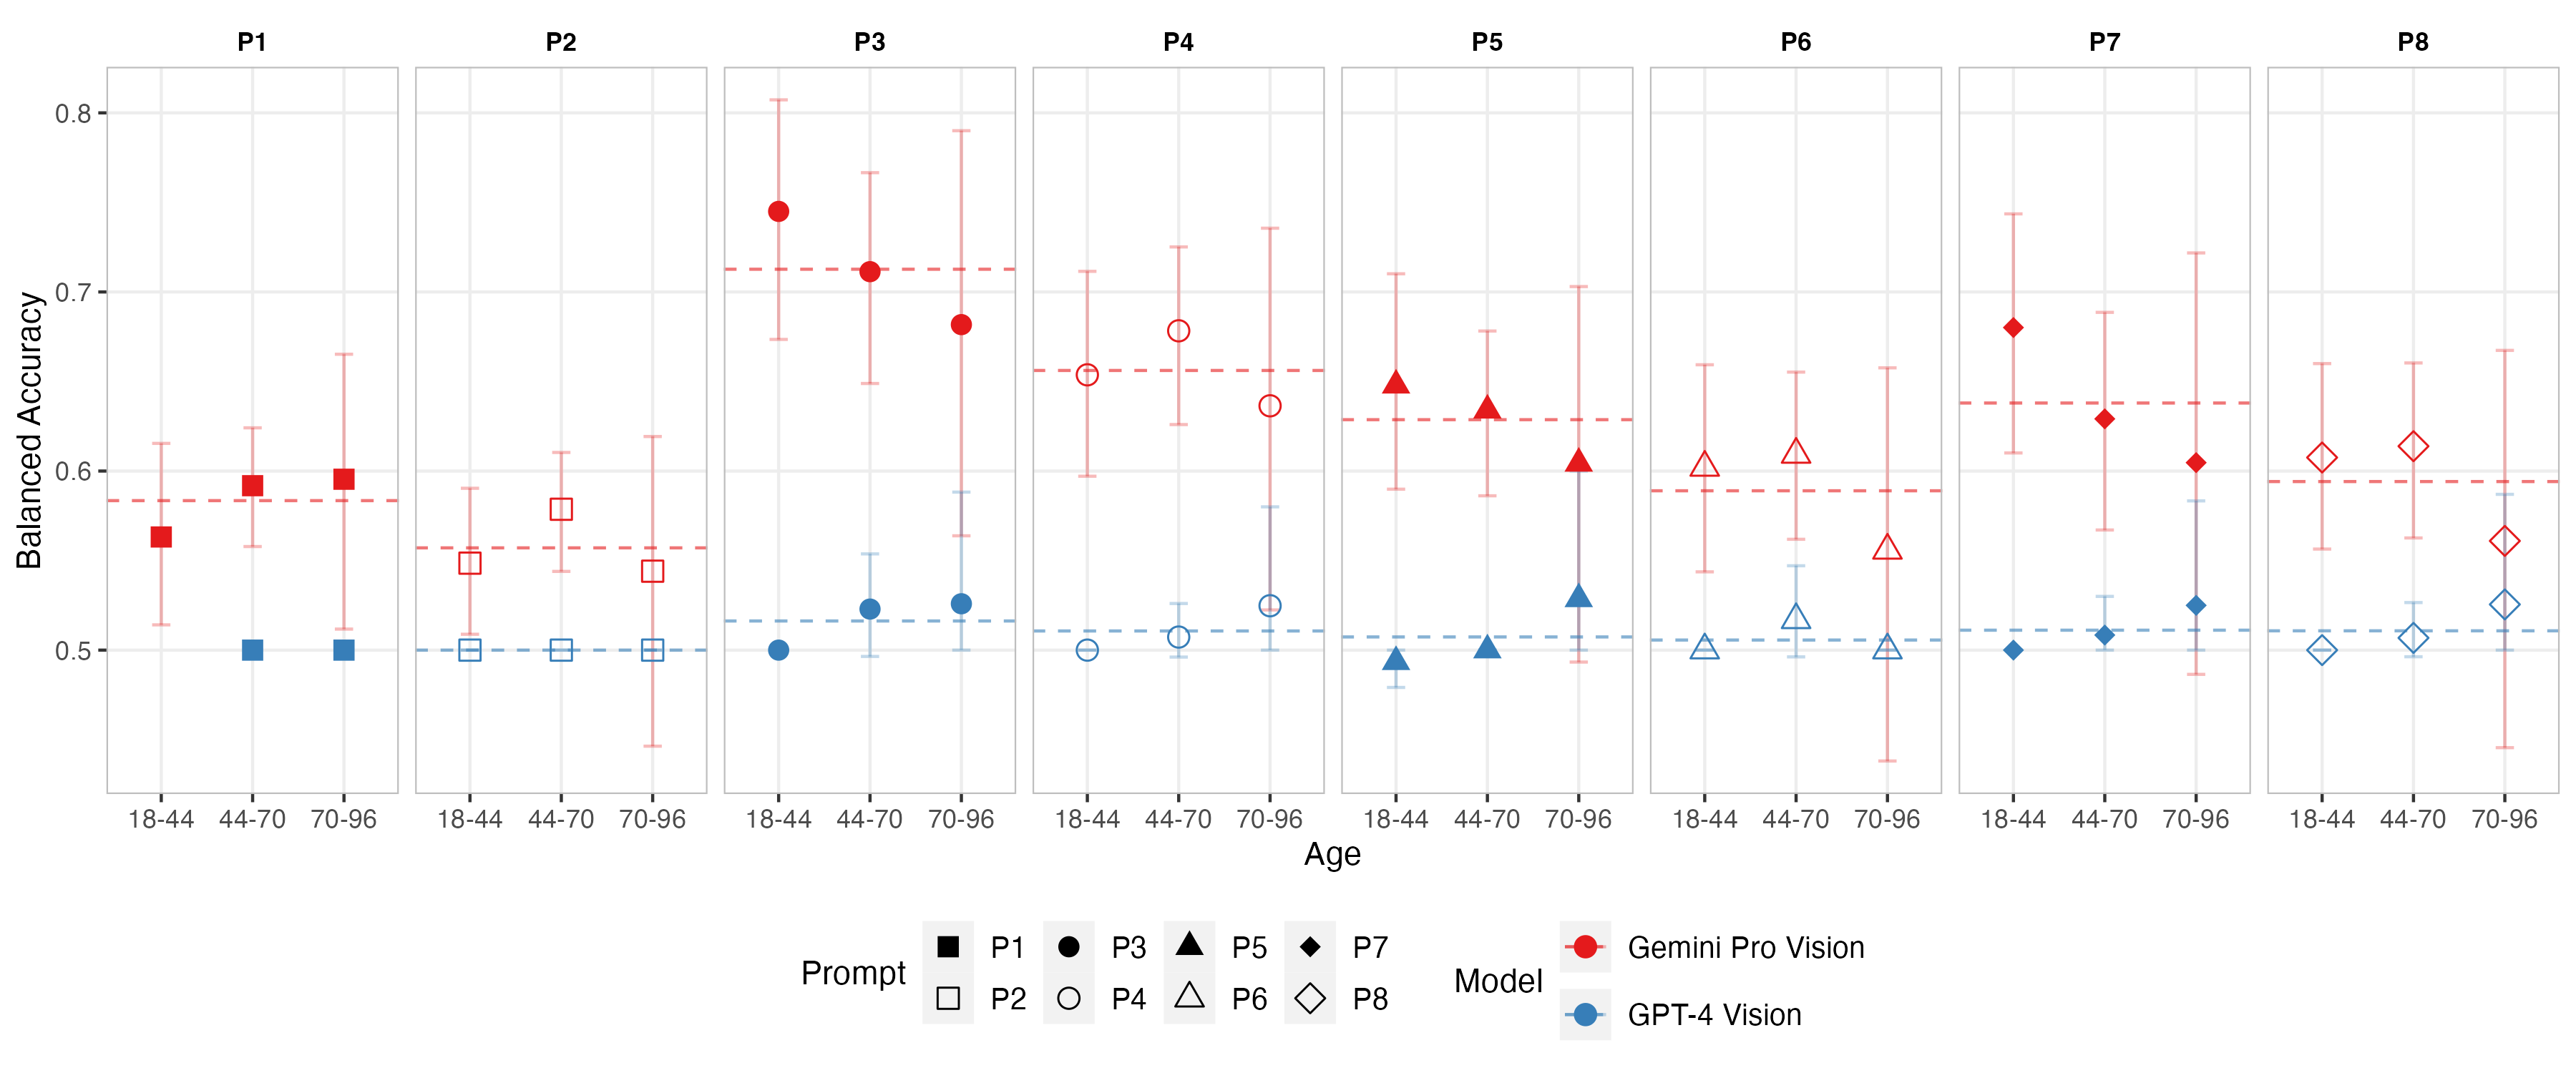 P1 P2 P3 P4 P5 P6 P7 P8
0.8
0.7
0.6
0.5
Balanced Accuracy
18-44 44-70 70-96 18-44 44-70 70-96 18-44 44-70 70-96 18-44 44-70 70-96 18-44 44-70 70-96 18-44 44-70 70-96 18-44 44-70 70-96 18-44 44-70 70-96
Age
Prompt
P1 P3 P5 P7
P2 P4 P6 P8
Model
Gemini Pro Vision
GPT-4 Vision